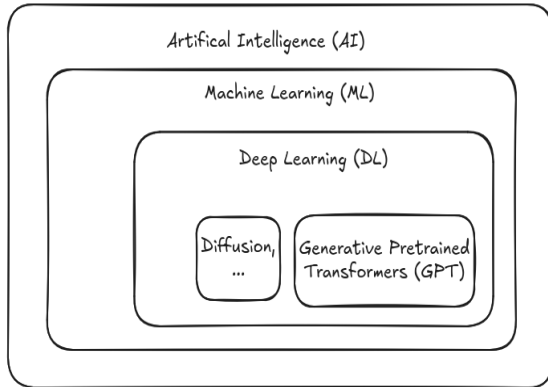 Artifical Intelligence (AI)
Machine Learning (ML)
Deep Learning (DL)
Diffusion,
...
Generative Pretrained
Transformers (GPT)